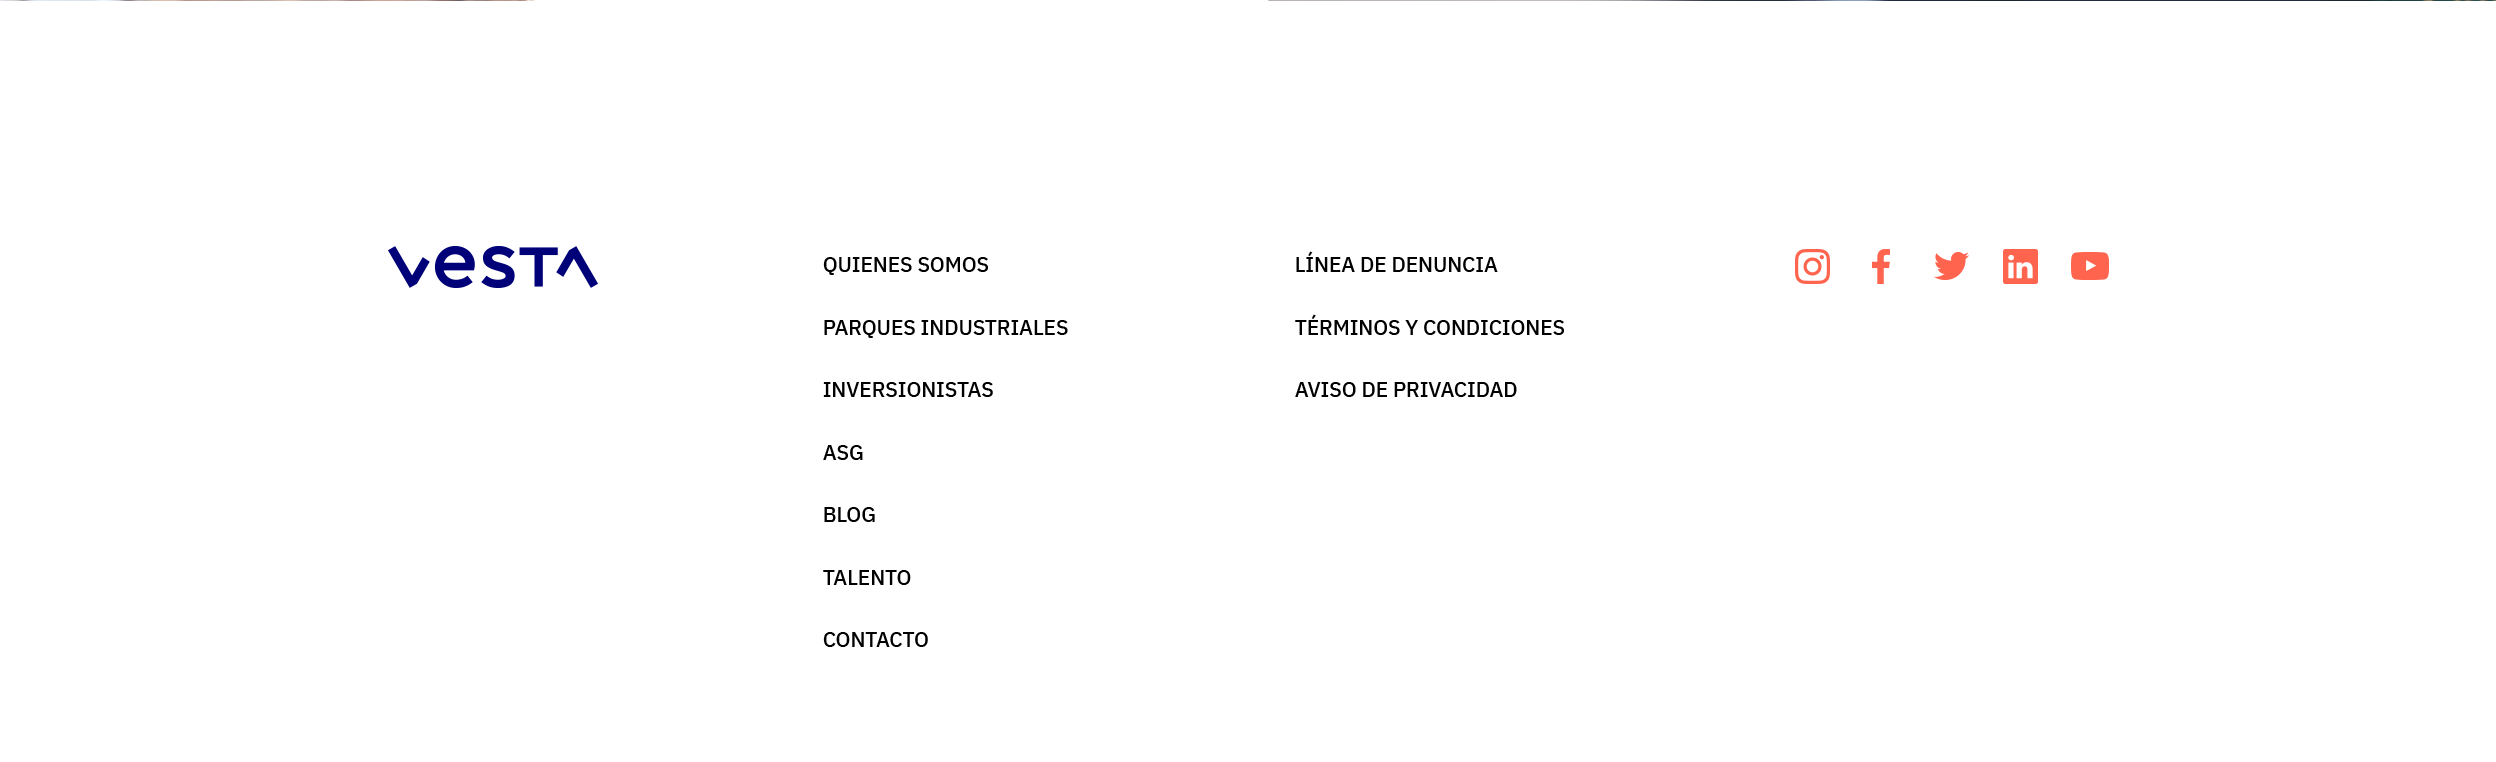 vesta
QUIENES SOMOS
PARQUES INDUSTRIALES
INVERSIONISTAS
ASG
BLOG
TALENTO
CONTACTO
LÍNEA DE DENUNCIA
TÉRMINOS Y CONDICIONES
AVISO DE PRIVACIDAD